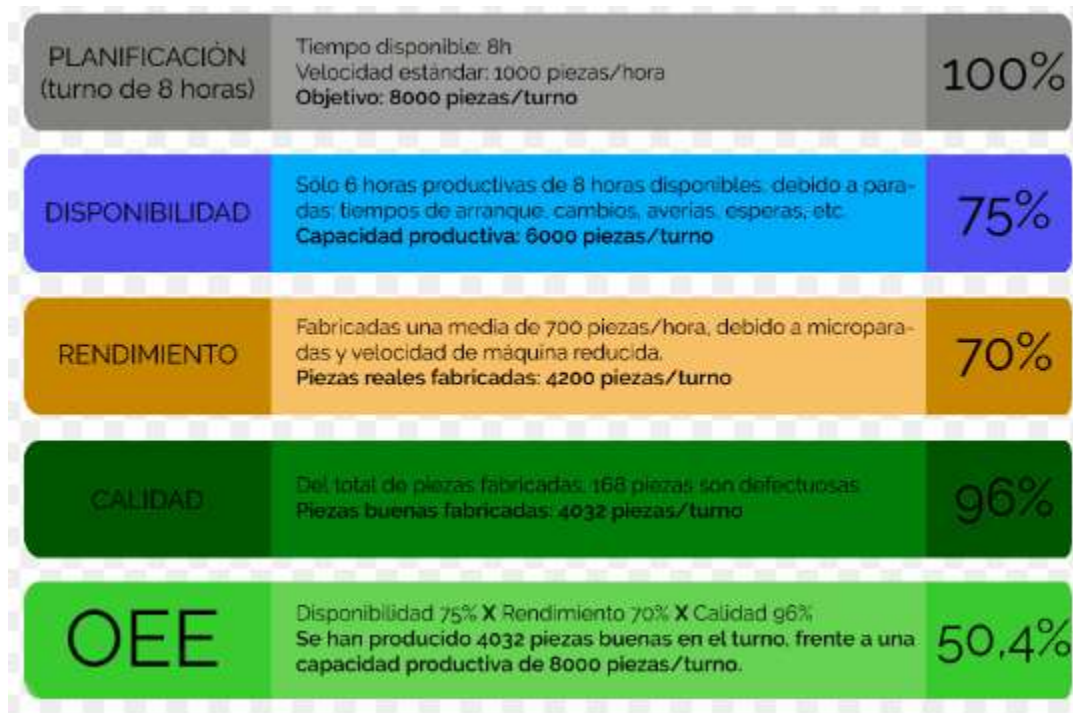 PLANIFICACIÓN
(turno de 8 horas)
Tiempo disponible: 8h
Velocidad estándar: 1000 piezas/hora
Objetivo: 8000 piezas/turno
100%
DISPONIBILIDAD
Sólo 6 horas productivas de 8 horas disponibles, debido a para-
das: tiempos de arranque, cambios, averías, esperas, etc.
Capacidad productiva: 6000 piezas/turno
75%
RENDIMIENTO
Fabricadas una media de 700 piezas/hora, debido a micropara-
das y velocidad de máquina reducida.
Piezas reales fabricadas: 4200 piezas/turno
70%
CALIDAD
Del total de piezas fabricadas, 168 piezas son defectuosas
Piezas buenas fabricadas: 4032 piezas/turno
96%
OEE
Disponibilidad 75% X Rendimiento 70% X Calidad 96%
Se han producido 4032 piezas buenas en el turno, frente a una
capacidad productiva de 8000 piezas/turno.
50,4%